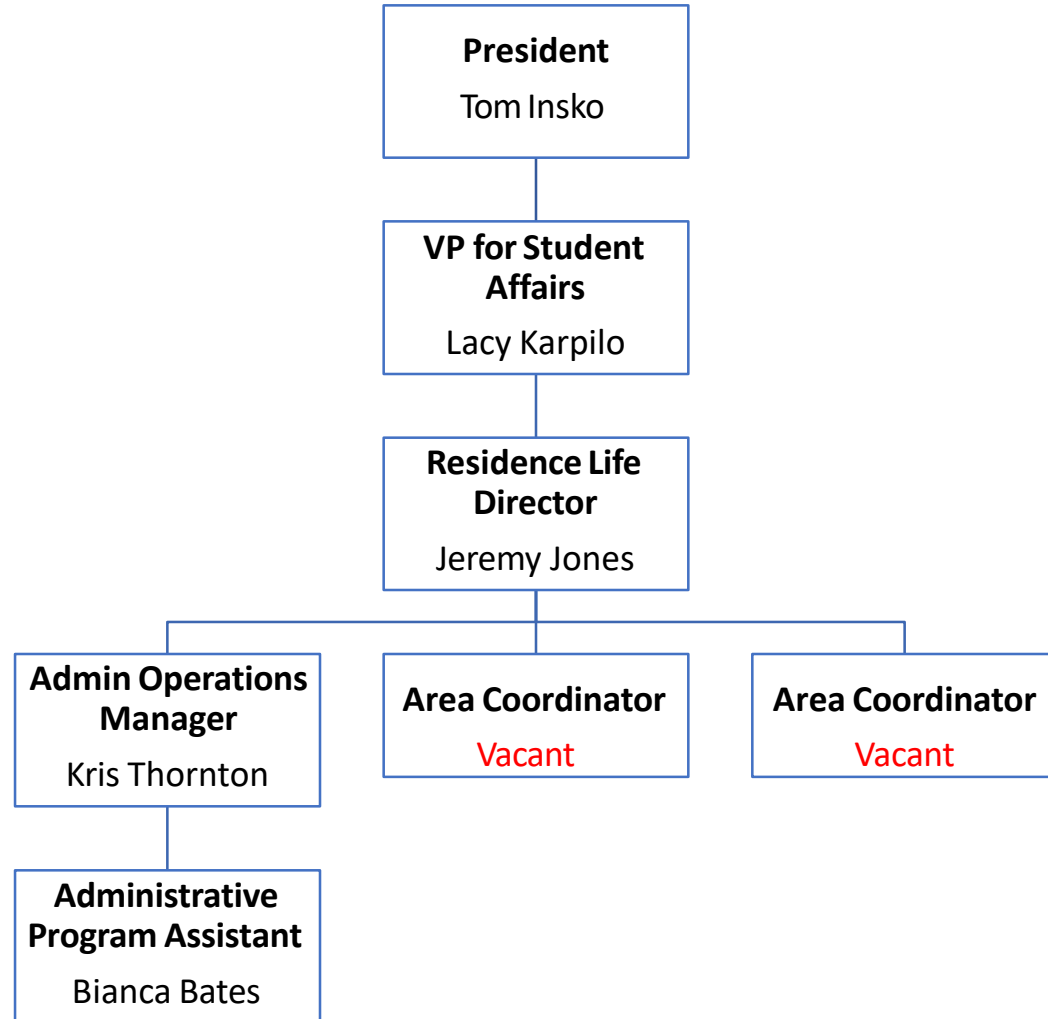 President
Tom Insko
VP for Student
Affairs
Lacy Karpilo
Residence Life
Director
Jeremy Jones
Admin Operations
Manager
Kris Thornton
Area Coordinator
Vacant
Area Coordinator
Vacant
Administrative
Program Assistant
Bianca Bates